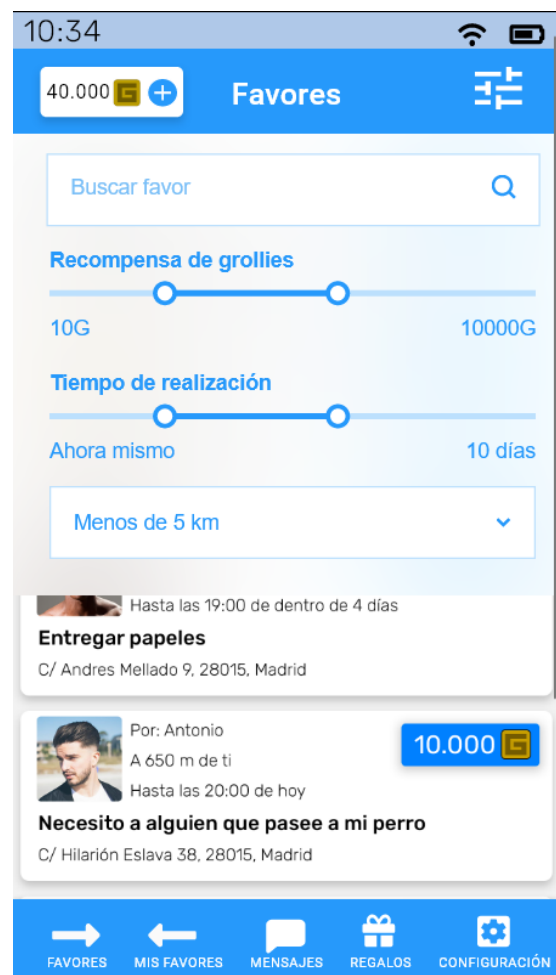 10:34
40.000 G
Favores
Buscar favor
Recompensa de grollies
10G 10000G
Tiempo de realización
Ahora mismo 10 días
Menos de 5 km
Hasta las 19:00 de dentro de 4 días
Entregar papeles
C/ Andres Mellado 9, 28015, Madrid
Por: Antonio
10.000 G
A 650 m de ti
Hasta las 20:00 de hoy
Necesito a alguien que pasee a mi perro
C/ Hilarión Eslava 38, 28015, Madrid
FAVORES MIS FAVORES MENSAJES REGALOS CONFIGURACIÓN